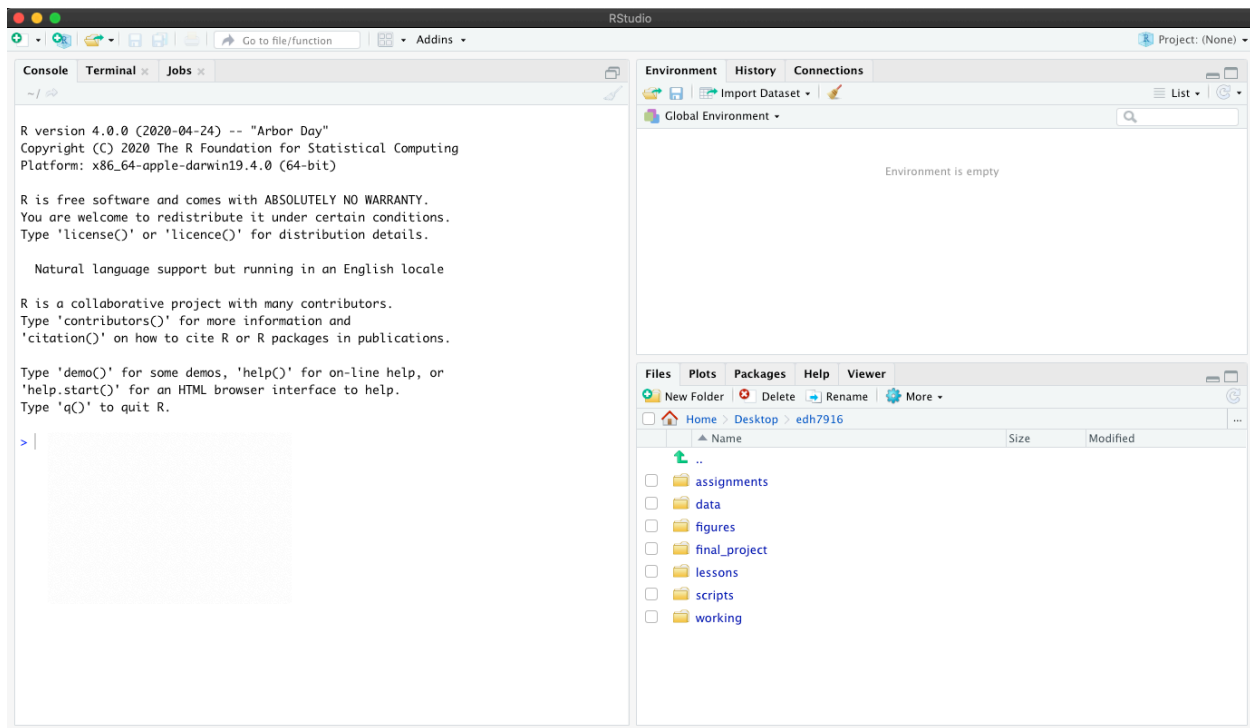 RStudio
Go to file/function Addins Project: (None)
Console Terminal Jobs
~/
R version 4.0.0 (2020-04-24) -- "Arbor Day"
Copyright (C) 2020 The R Foundation for Statistical Computing
Platform: x86_64-apple-darwin19.4.0 (64-bit)
R is free software and comes with ABSOLUTELY NO WARRANTY.
You are welcome to redistribute it under certain conditions.
Type 'license()' or 'licence()' for distribution details.
Natural language support but running in an English locale
R is a collaborative project with many contributors.
Type 'contributors()' for more information and
'citation()' on how to cite R or R packages in publications.
Type 'demo()' for some demos, 'help()' for on-line help, or
'help.start()' for an HTML browser interface to help.
Type 'q()' to quit R.
>
Environment History Connections
Import Dataset List
Global Environment
Environment is empty
Files Plots Packages Help Viewer
New Folder Delete Rename More
Home > Desktop > edh7916 ...
Name Size Modified
..
assignments
data
figures
final_project
lessons
scripts
working